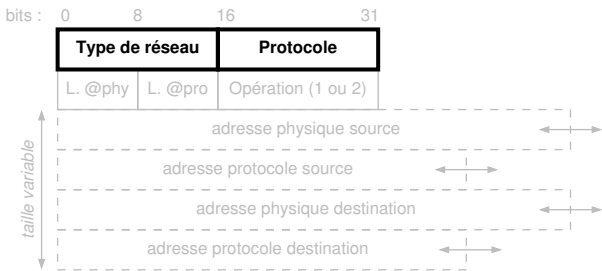 bits : 0 8 16 31
Type de réseau Protocole
L. @phy L. @pro Opération (1 ou 2)
adresse physique source
adresse protocole source
adresse physique destination
adresse protocole destination
taille variable